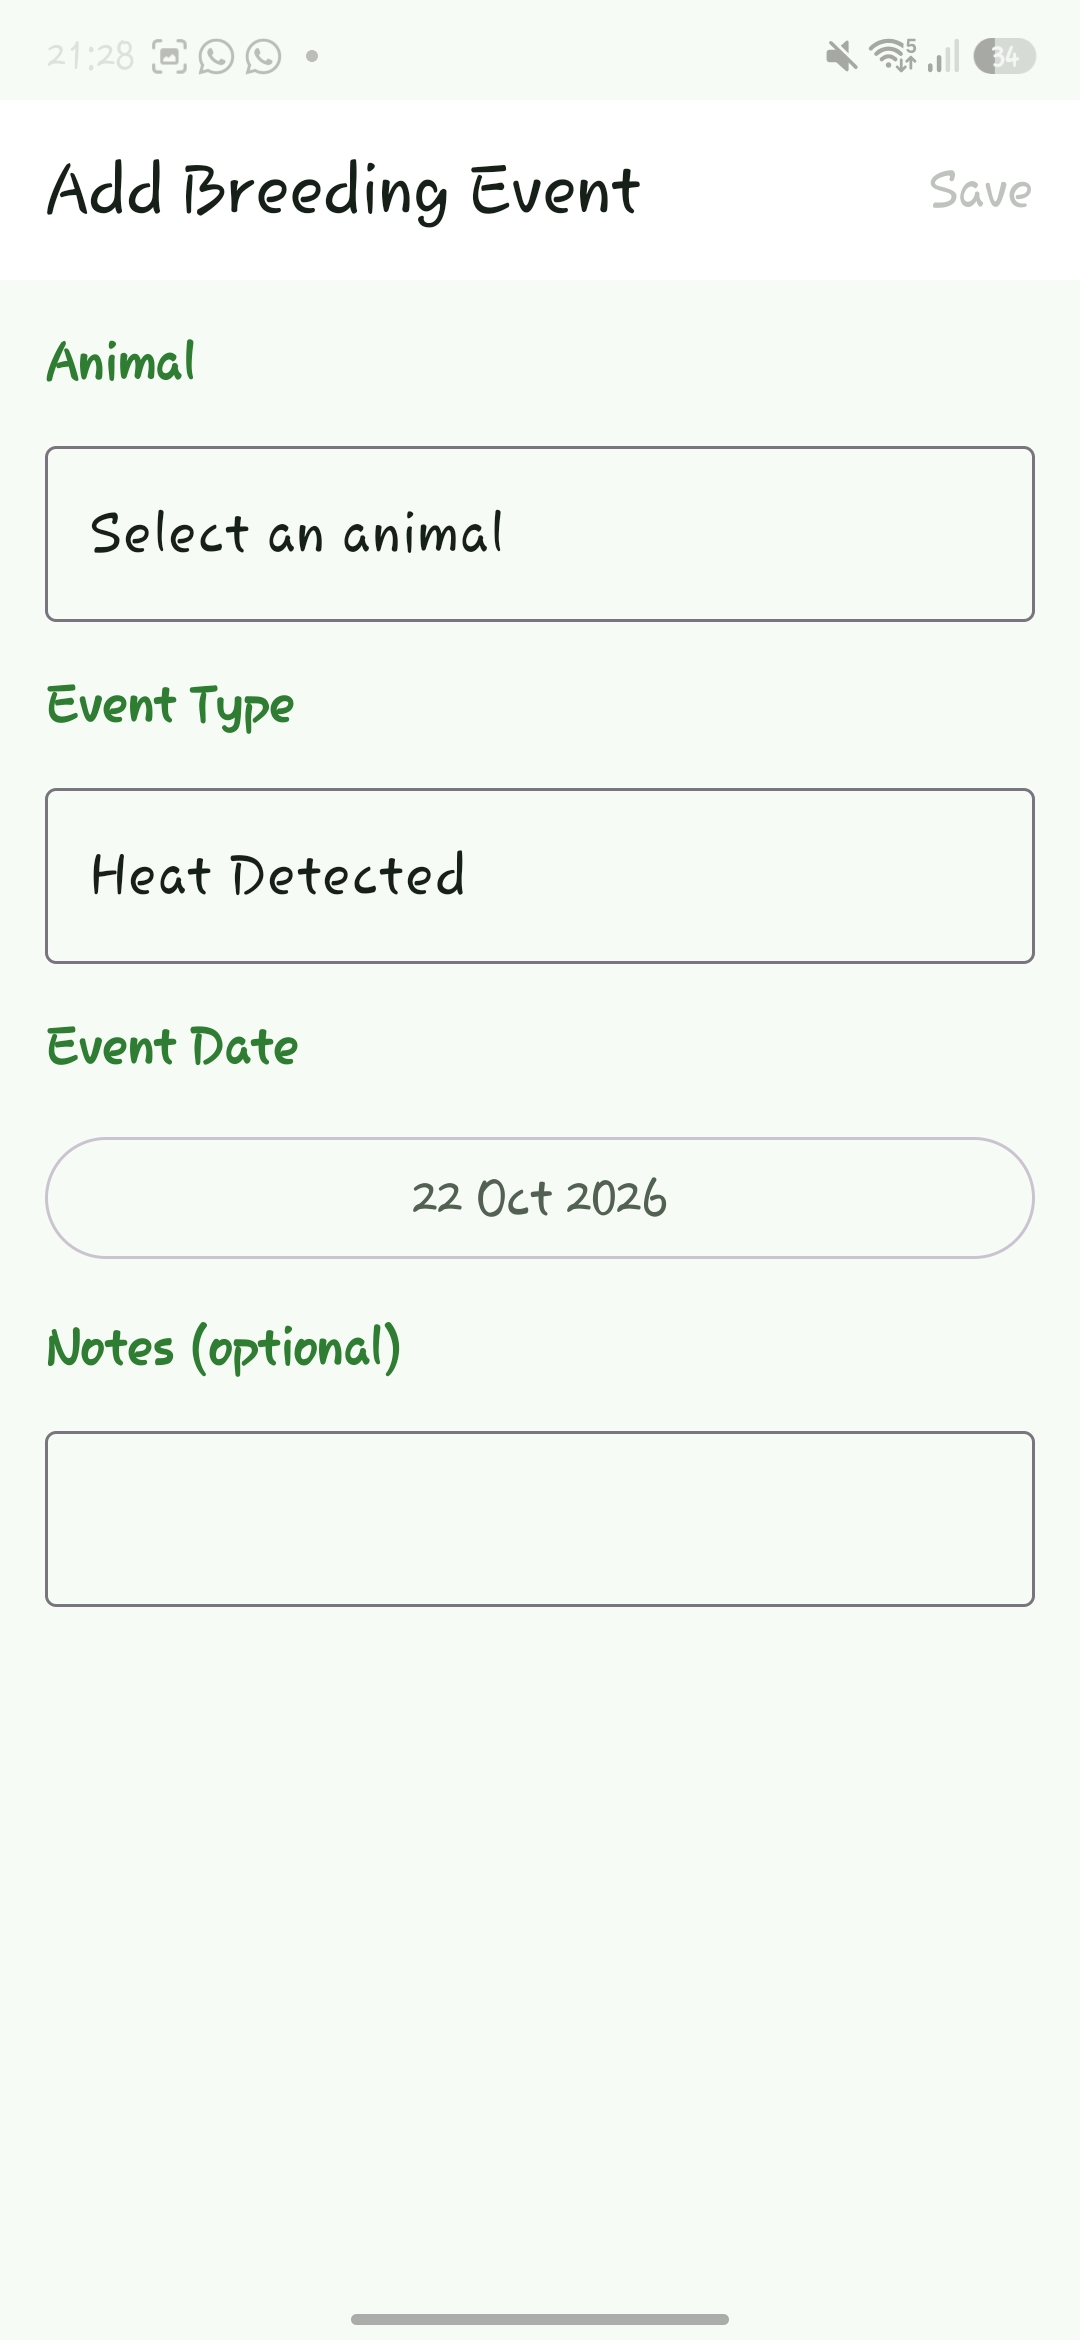 21:28
5
34
Add Breeding Event
Save
Animal
Select an animal
Event Type
Heat Detected
Event Date
22 Oct 2026
Notes (optional)